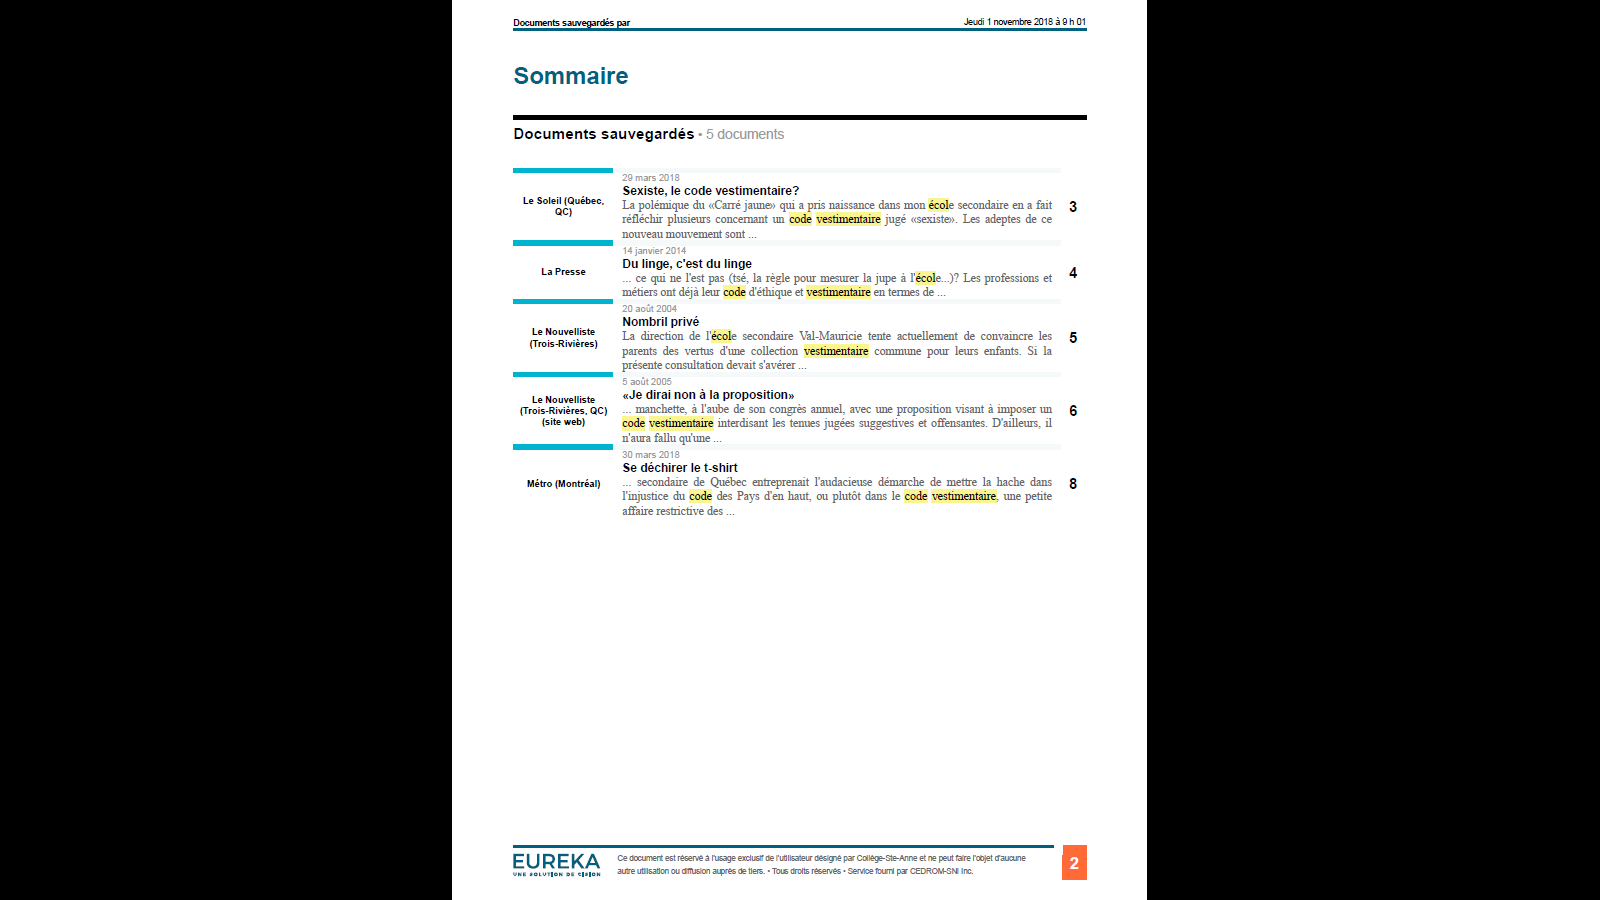 Documents sauvegardés par
Jeudi 1 novembre 2018 à 9 h 01
Sommaire
Documents sauvegardés • 5 documents
Le Soleil (Québec,
QC)
29 mars 2018
Sexiste, le code vestimentaire?
La polémique du «Carré jaune» qui a pris naissance dans mon école secondaire en a fait
réfléchir plusieurs concernant un code vestimentaire jugé «sexiste». Les adeptes de ce
nouveau mouvement sont ...
3
La Presse
14 janvier 2014
Du linge, c'est du linge
... ce qui ne l'est pas (tsé, la règle pour mesurer la jupe à l'école...)? Les professions et
métiers ont déjà leur code d'éthique et vestimentaire en termes de ...
4
Le Nouvelliste
(Trois-Rivières)
20 août 2004
Nombril privé
La direction de l'école secondaire Val-Mauricie tente actuellement de convaincre les
parents des vertus d'une collection vestimentaire commune pour leurs enfants. Si la
présente consultation devait s'avérer ...
5
Le Nouvelliste
(Trois-Rivières, QC)
(site web)
5 août 2005
«Je dirai non à la proposition»
... manchette, à l'aube de son congrès annuel, avec une proposition visant à imposer un
code vestimentaire interdisant les tenues jugées suggestives et offensantes. D'ailleurs, il
n'aura fallu qu'une ...
6
Métro (Montréal)
30 mars 2018
Se déchirer le t-shirt
... secondaire de Québec entreprenait l'audacieuse démarche de mettre la hache dans
l'injustice du code des Pays d'en haut, ou plutôt dans le code vestimentaire, une petite
affaire restrictive des ...
8
EUREKA
UNE SOLUTION DE CISION
Ce document est réservé à l'usage exclusif de l'utilisateur désigné par Collège-Ste-Anne et ne peut faire l'objet d'aucune
autre utilisation ou diffusion auprès de tiers. • Tous droits réservés • Service fourni par CEDROM-SNi Inc.
2